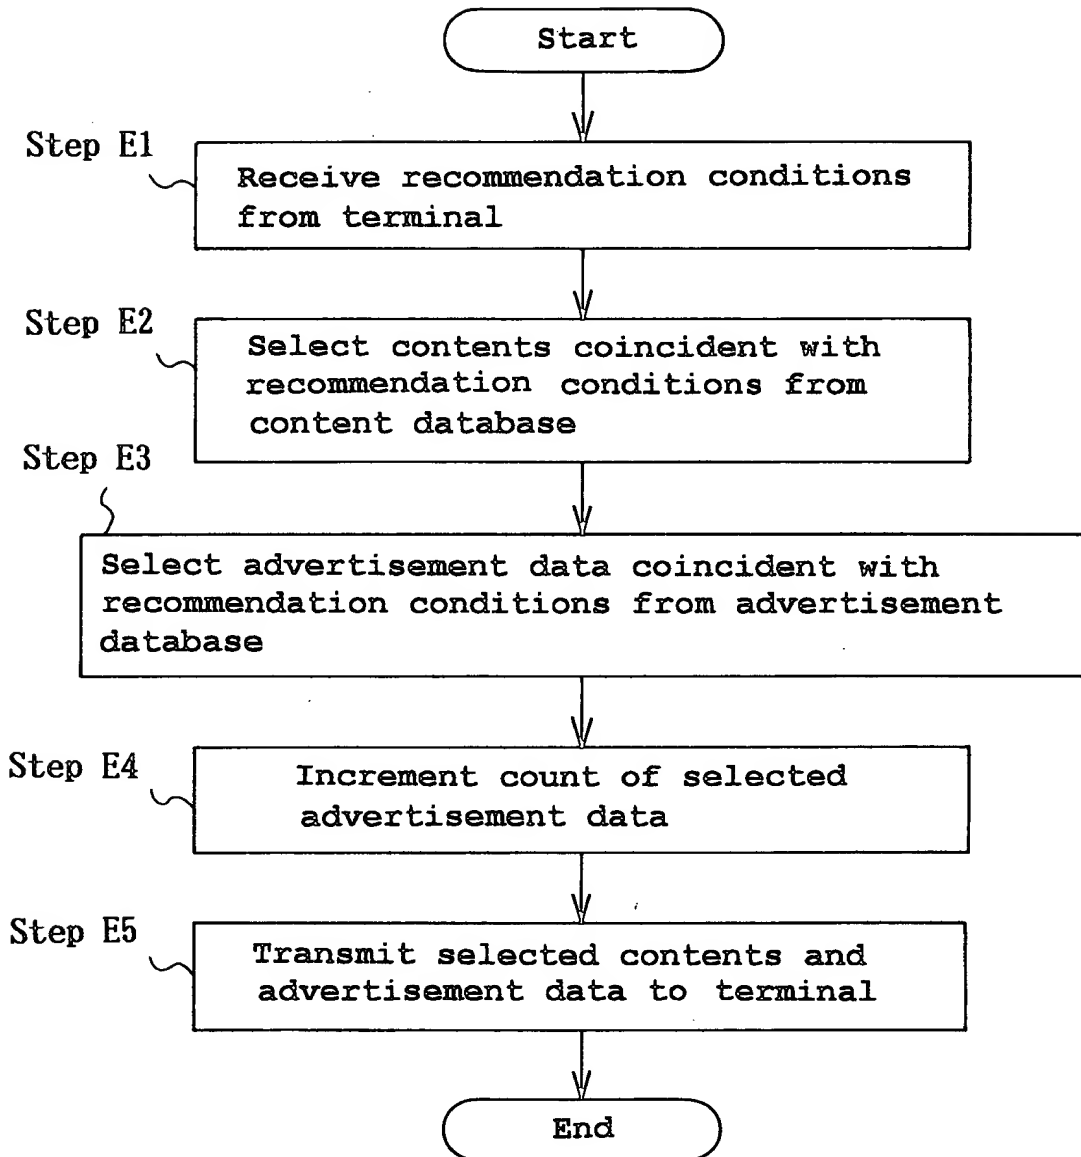 Start
Step E1
Receive recommendation conditions
from terminal
Step E2
Select contents coincident with
recommendation conditions from
content database
Step E3
Select advertisement data coincident with
recommendation conditions from advertisement
database
Step E4
Increment count of selected
advertisement data
Step E5
Transmit selected contents and
advertisement data to terminal
End